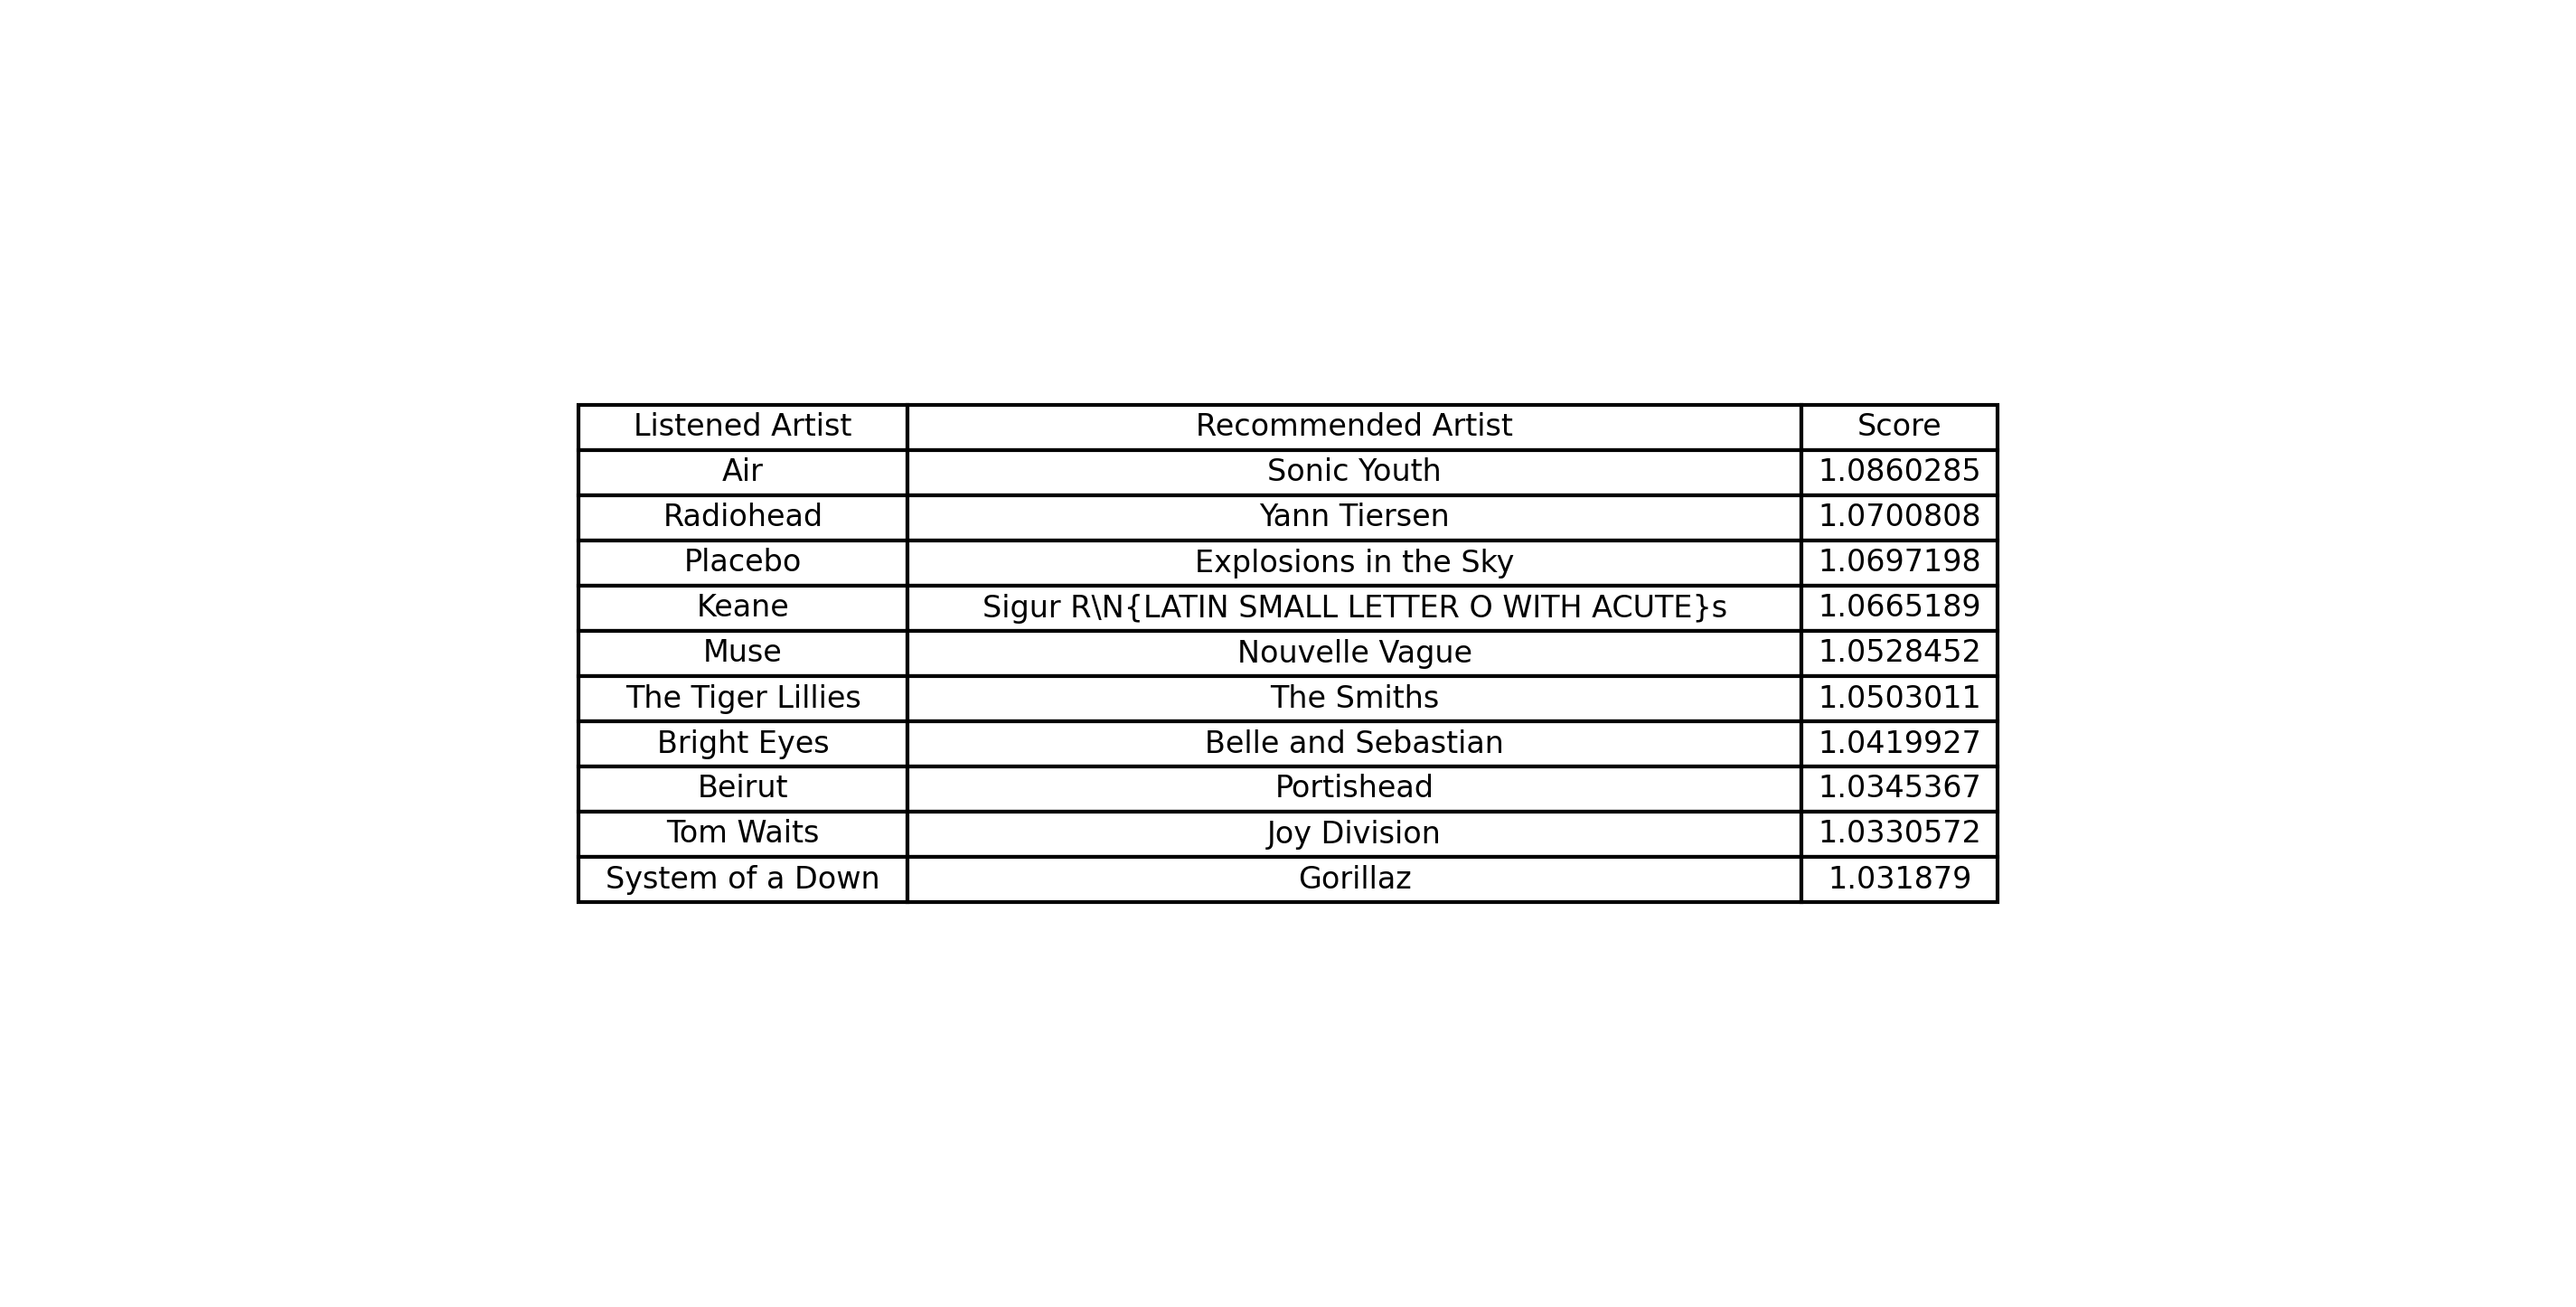 Listened Artist Recommended Artist Score
Air Sonic Youth 1.0860285
Radiohead Yann Tiersen 1.0700808
Placebo Explosions in the Sky 1.0697198
Keane Sigur R\N{LATIN SMALL LETTER O WITH ACUTE}s 1.0665189
Muse Nouvelle Vague 1.0528452
The Tiger Lillies The Smiths 1.0503011
Bright Eyes Belle and Sebastian 1.0419927
Beirut Portishead 1.0345367
Tom Waits Joy Division 1.0330572
System of a Down Gorillaz 1.031879